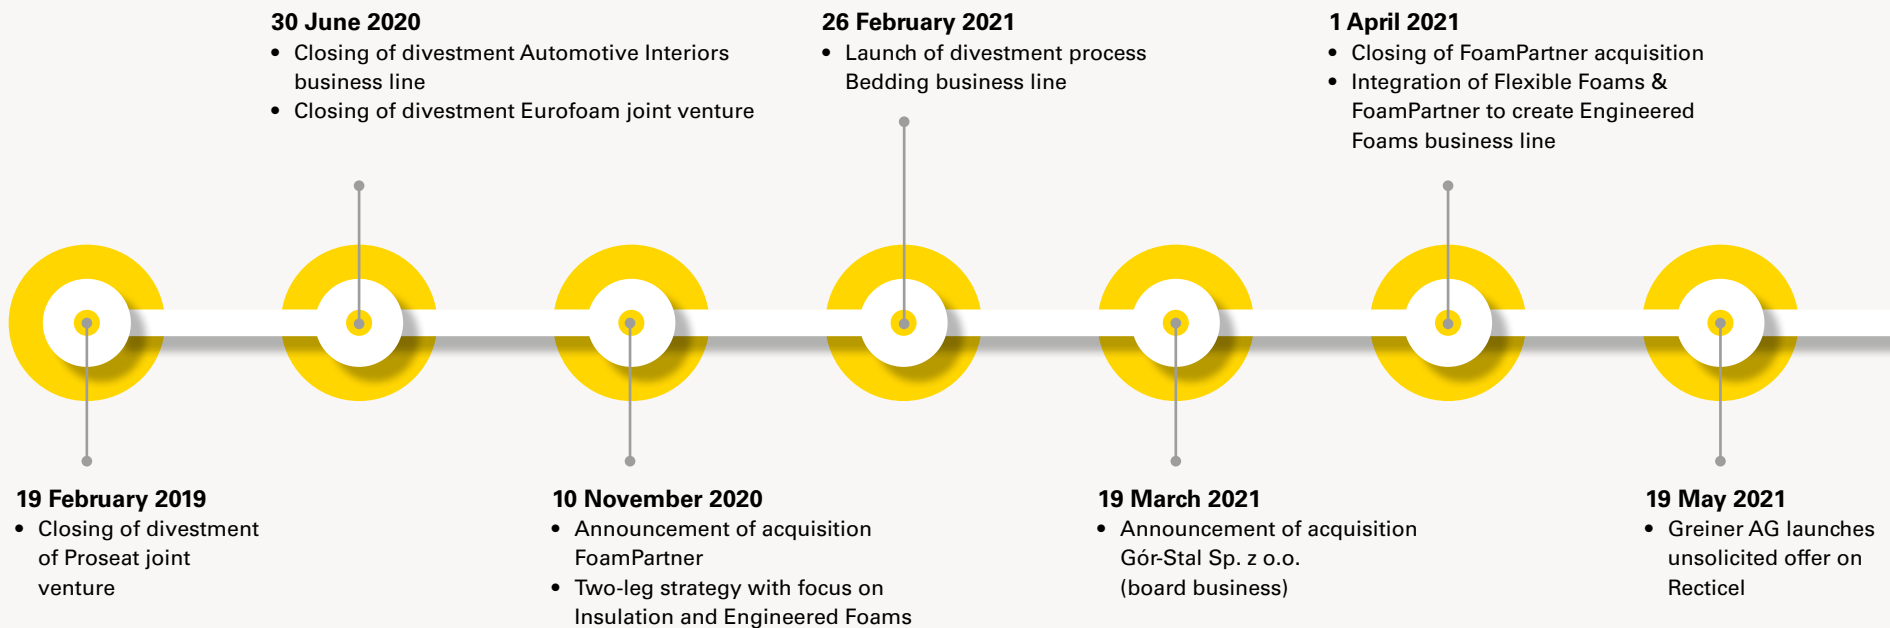 30 June 2020
• Closing of divestment Automotive Interiors
business line
• Closing of divestment Eurofoam joint venture
26 February 2021
• Launch of divestment process
Bedding business line
1 April 2021
• Closing of FoamPartner acquisition
• Integration of Flexible Foams &
FoamPartner to create Engineered
Foams business line
19 February 2019
• Closing of divestment
of Proseat joint
venture
10 November 2020
• Announcement of acquisition
FoamPartner
• Two-leg strategy with focus on
Insulation and Engineered Foams
19 March 2021
• Announcement of acquisition
Gór-Stal Sp. z o.o.
(board business)
19 May 2021
• Greiner AG launches
unsolicited offer on
Recticel